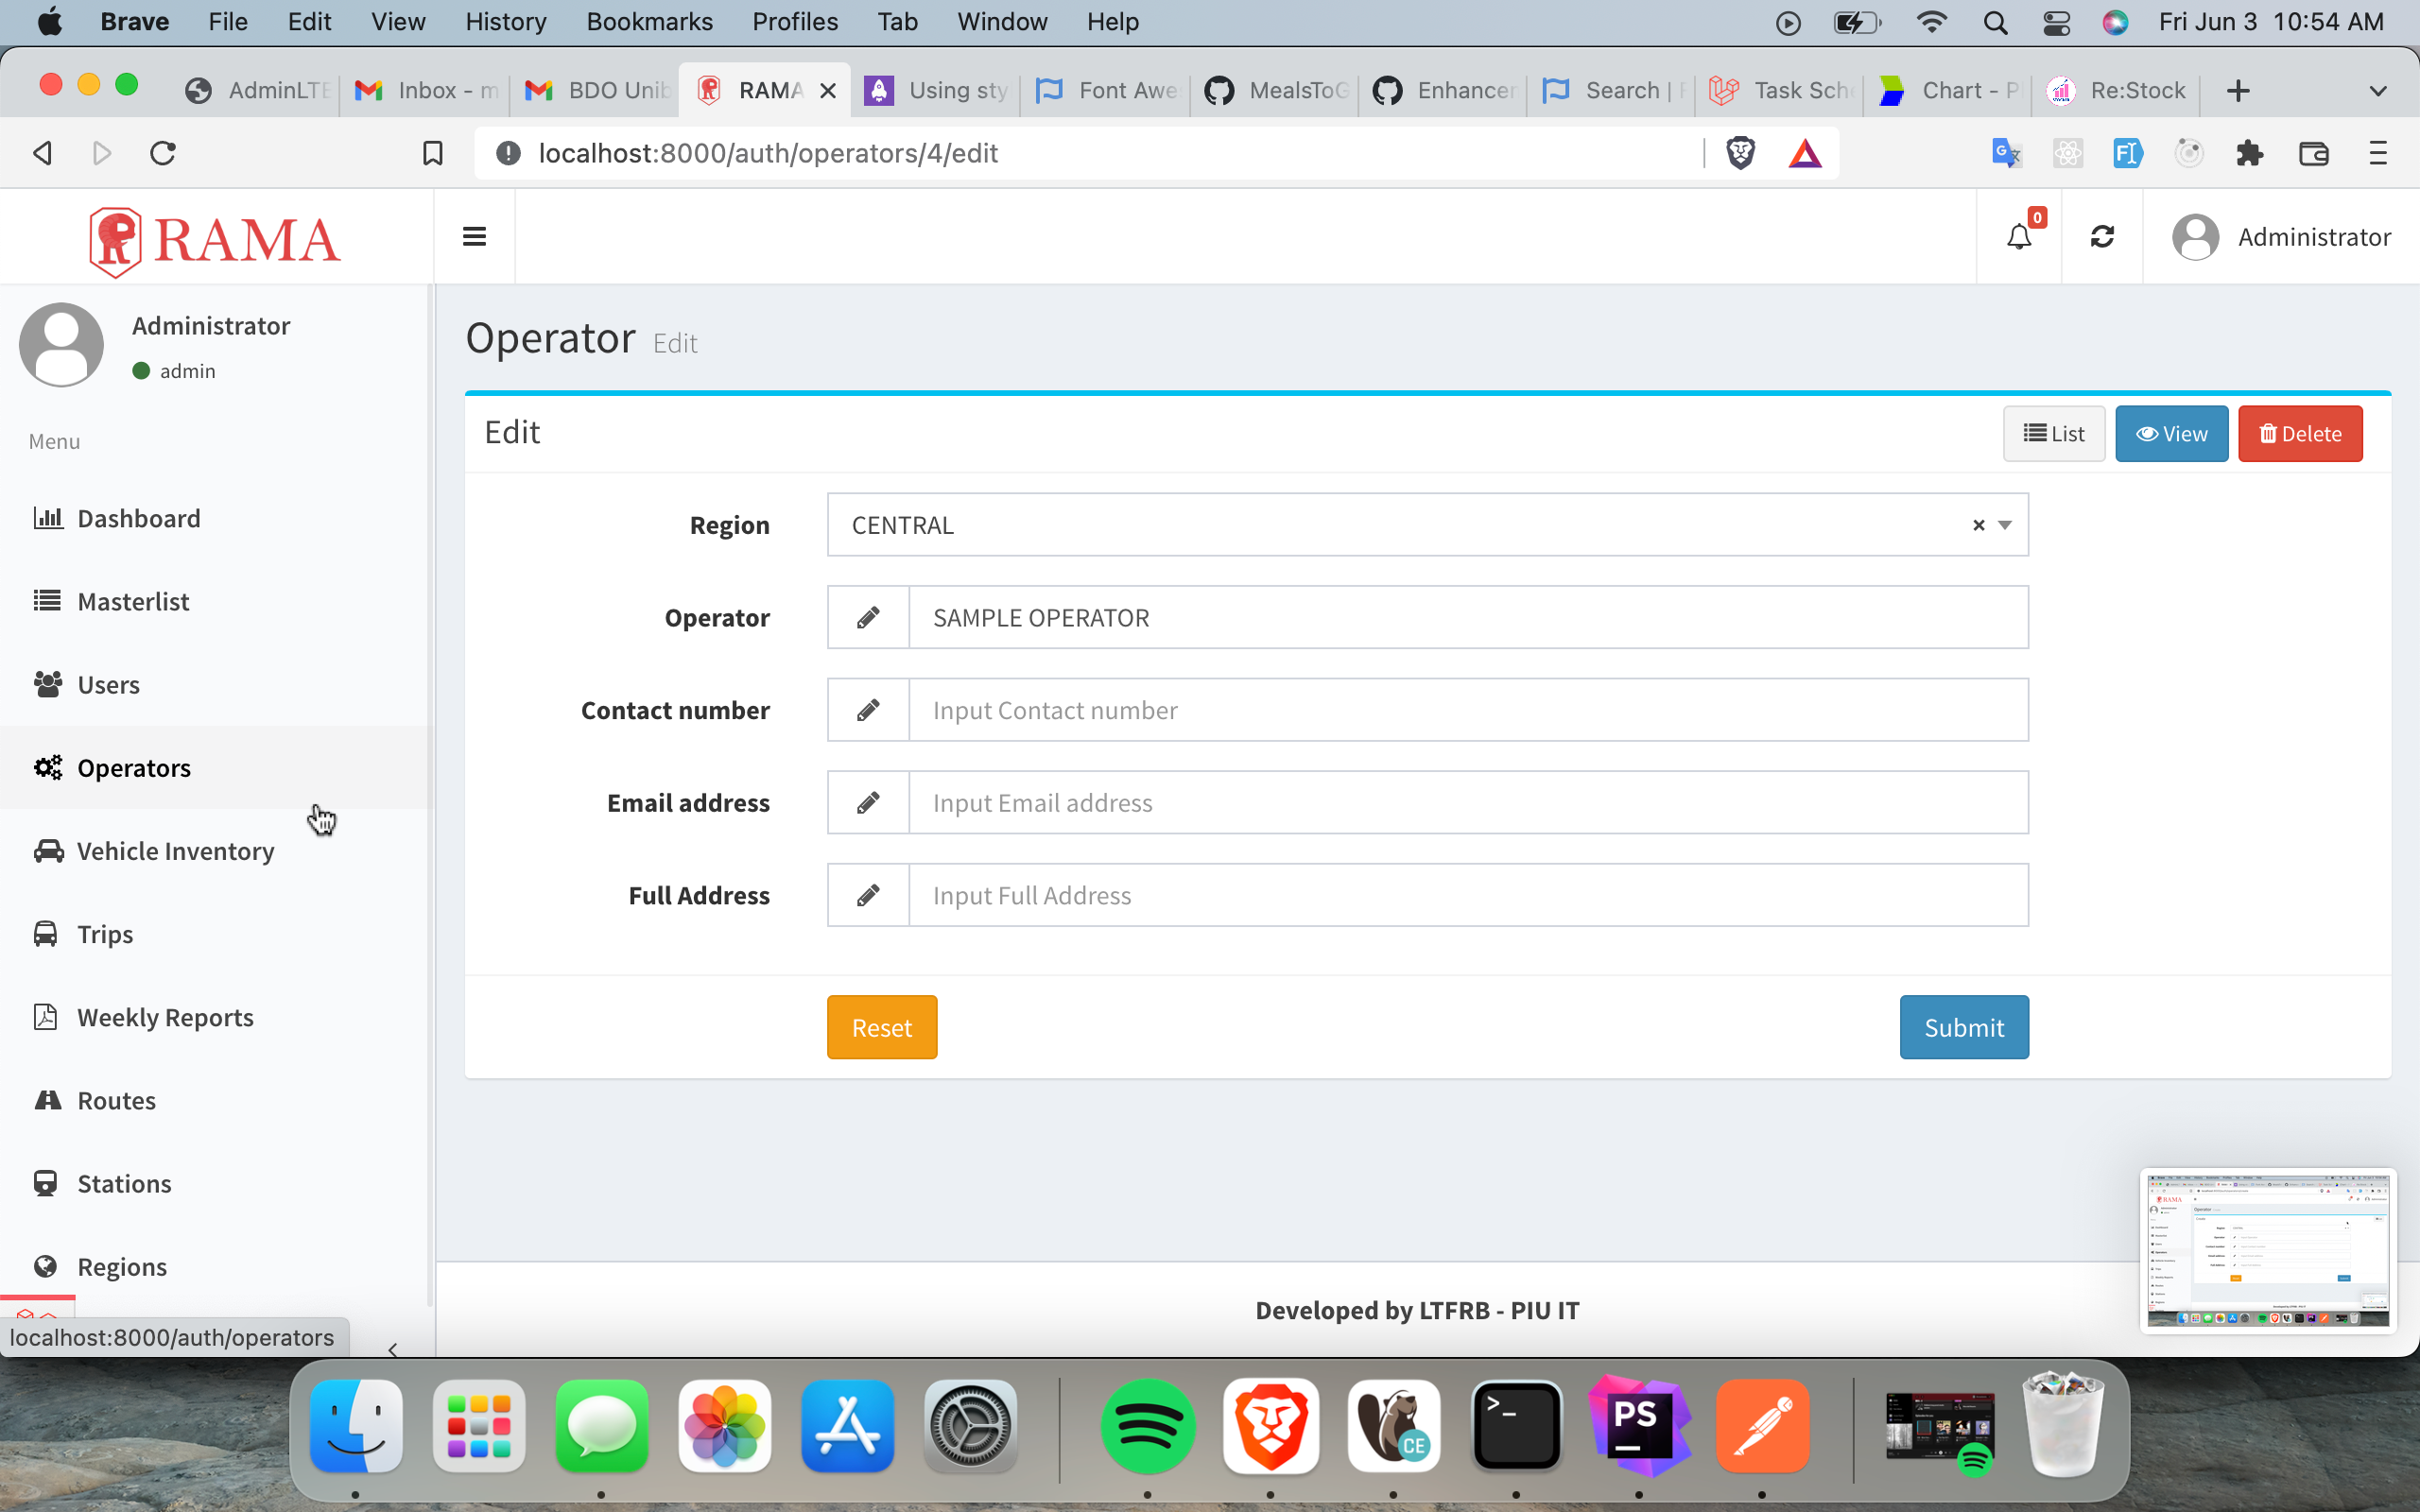 Brave File Edit View History Bookmarks Profiles Tab Window Help Fri Jun 3 10:54 AM
AdminLTE Inbox - m BDO Unib RAMA Using sty Font Awe MealsToG Enhancer Search | Task Sche Chart - P Re:Stock
localhost:8000/auth/operators/4/edit
RAMA 0 Administrator
Administrator
admin
Menu
Dashboard
Masterlist
Users
Operators
Vehicle Inventory
Trips
Weekly Reports
Routes
Stations
Regions
localhost:8000/auth/operators
Operator Edit
Edit List View Delete
Region CENTRAL
Operator SAMPLE OPERATOR
Contact number Input Contact number
Email address Input Email address
Full Address Input Full Address
Reset Submit
Developed by LTFRB - PIU IT
CE PS